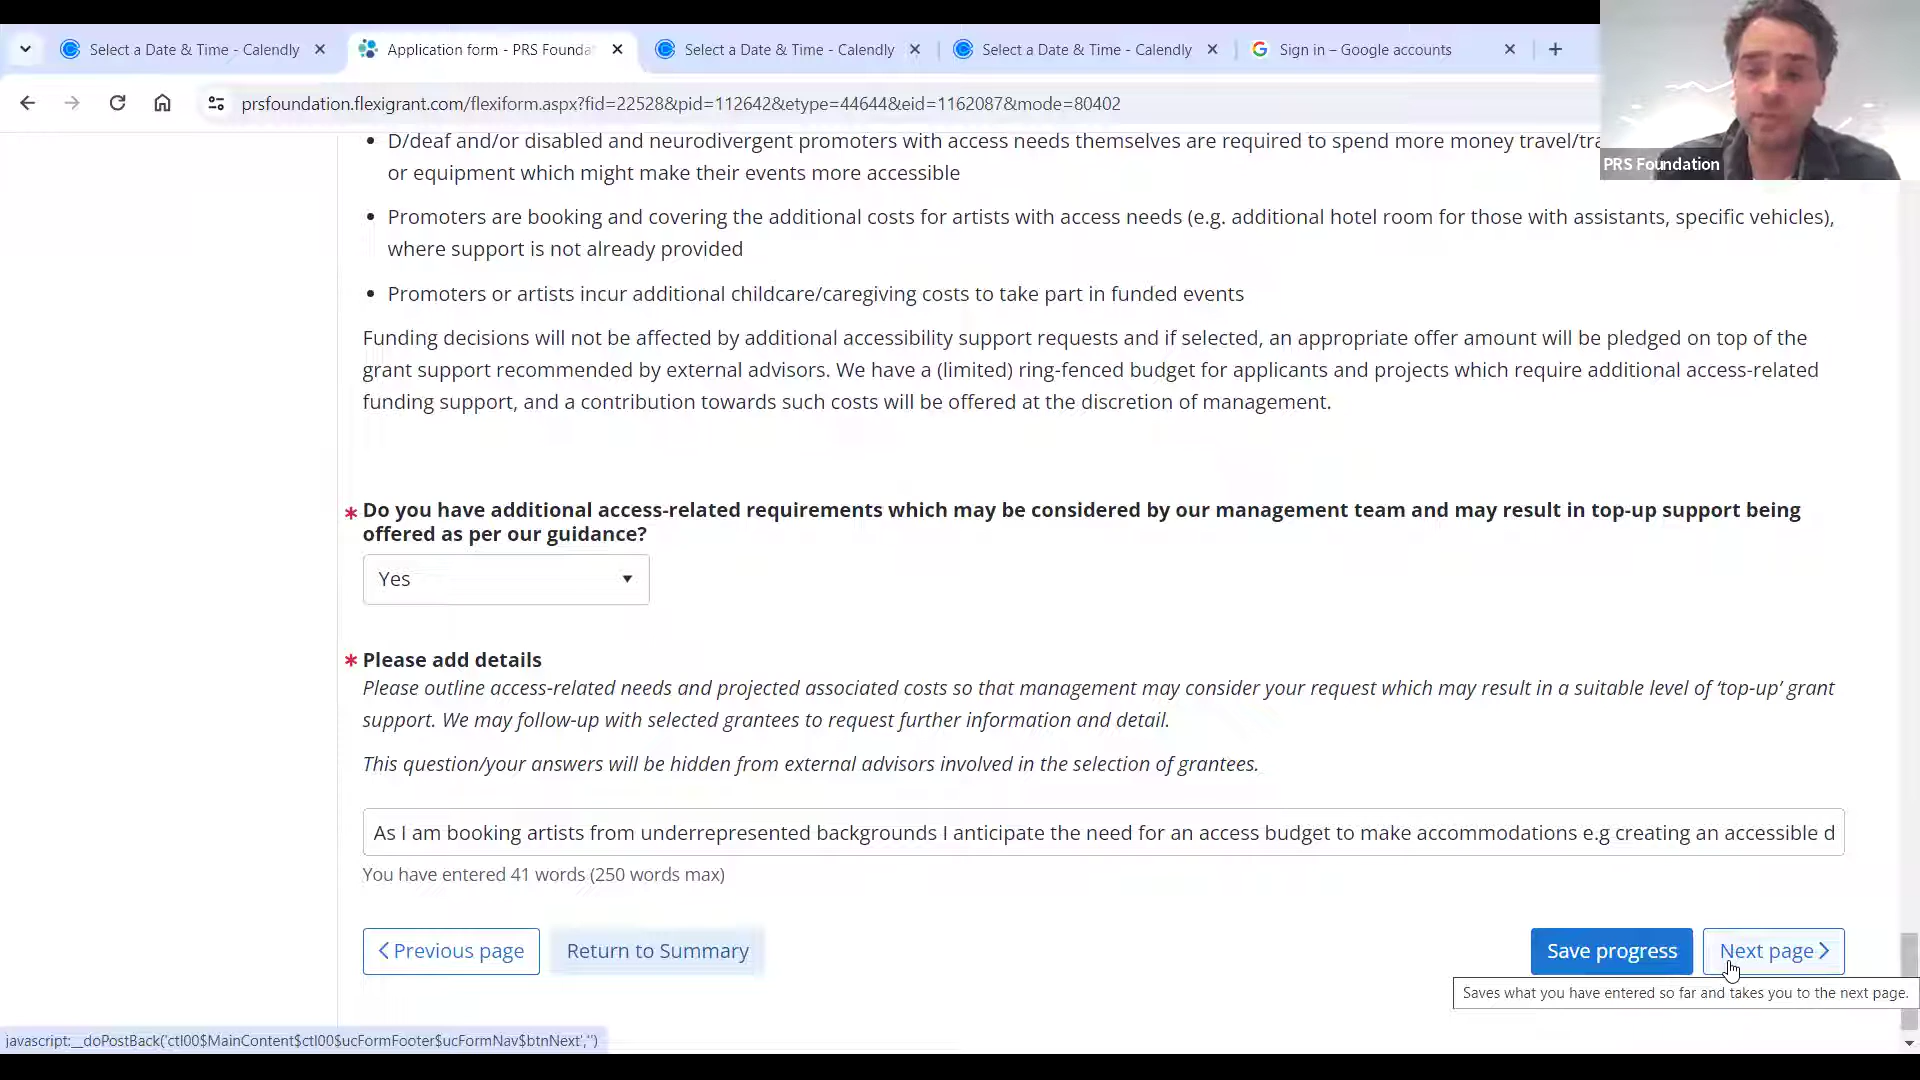 Select a Date & Time - Calendly
Application form - PRS Founda
Select a Date & Time - Calendly
Select a Date & Time - Calendly
Sign in – Google accounts
prsfoundation.flexigrant.com/flexiform.aspx?fid=22528&pid=112642&etype=44644&eid=1162087&mode=80402
PRS Foundation
D/deaf and/or disabled and neurodivergent promoters with access needs themselves are required to spend more money travel/tra
or equipment which might make their events more accessible
Promoters are booking and covering the additional costs for artists with access needs (e.g. additional hotel room for those with assistants, specific vehicles),
where support is not already provided
Promoters or artists incur additional childcare/caregiving costs to take part in funded events
Funding decisions will not be affected by additional accessibility support requests and if selected, an appropriate offer amount will be pledged on top of the
grant support recommended by external advisors. We have a (limited) ring-fenced budget for applicants and projects which require additional access-related
funding support, and a contribution towards such costs will be offered at the discretion of management.
* Do you have additional access-related requirements which may be considered by our management team and may result in top-up support being
offered as per our guidance?
Yes
* Please add details
Please outline access-related needs and projected associated costs so that management may consider your request which may result in a suitable level of ‘top-up’ grant
support. We may follow-up with selected grantees to request further information and detail.
This question/your answers will be hidden from external advisors involved in the selection of grantees.
As I am booking artists from underrepresented backgrounds I anticipate the need for an access budget to make accommodations e.g creating an accessible d
You have entered 41 words (250 words max)
Previous page
Return to Summary
Save progress
Next page
Saves what you have entered so far and takes you to the next page.
javascript:__doPostBack('ctl00$MainContent$ctl00$ucFormFooter$ucFormNav$btnNext','')